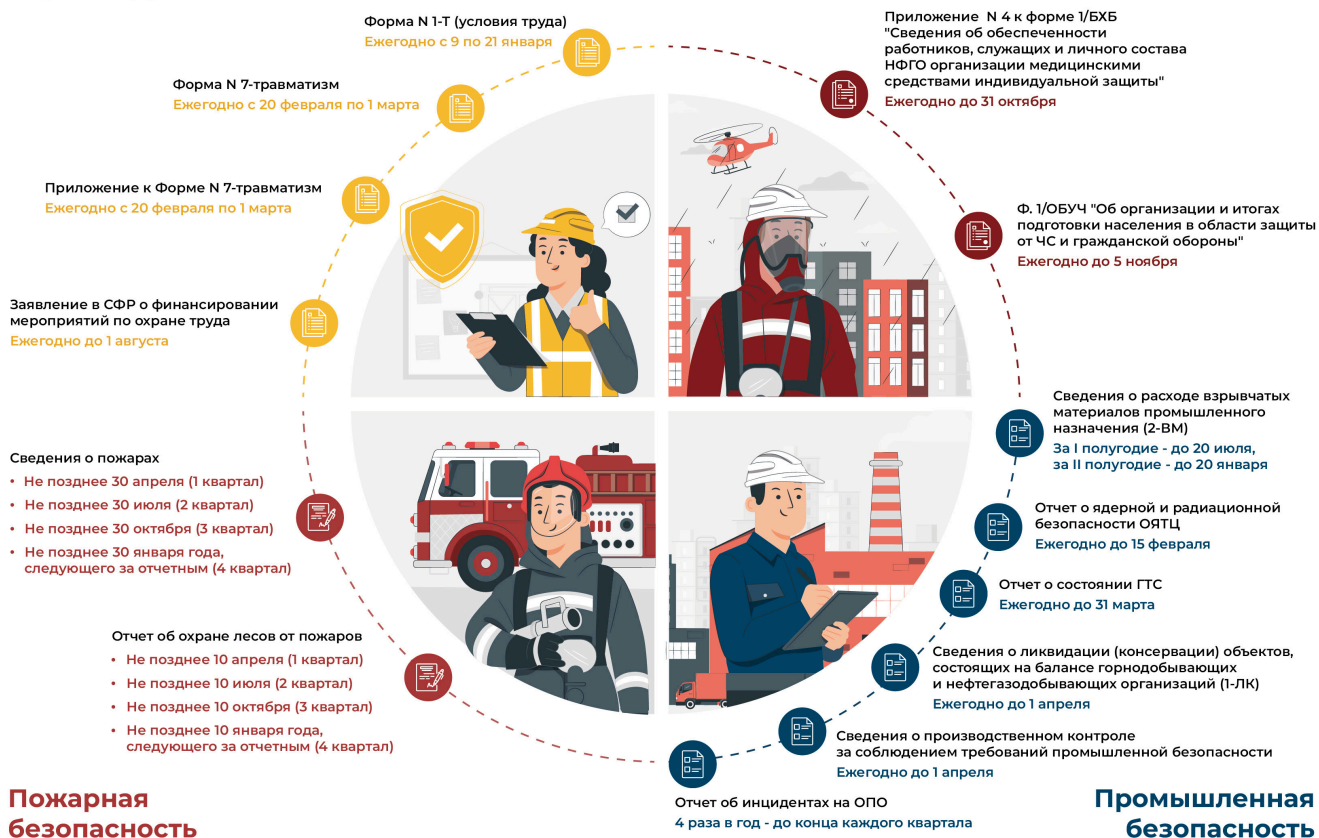 Форма N 1-Т (условия труда)
Ежегодно с 9 по 21 января
Форма N 7-травматизм
Ежегодно с 20 февраля по 1 марта
Приложение к Форме N 7-травматизм
Ежегодно с 20 февраля по 1 марта
Заявление в СФР о финансировании
мероприятий по охране труда
Ежегодно до 1 августа
Приложение N 4 к форме 1/БХБ
"Сведения об обеспеченности
работников, служащих и личного состава
НФГО организации медицинскими
средствами индивидуальной защиты"
Ежегодно до 31 октября
Ф. 1/ОБУЧ "Об организации и итогах
подготовки населения в области защиты
от ЧС и гражданской обороны"
Ежегодно до 5 ноября
Сведения о пожарах
• Не позднее 30 апреля (1 квартал)
• Не позднее 30 июля (2 квартал)
• Не позднее 30 октября (3 квартал)
• Не позднее 30 января года,
следующего за отчетным (4 квартал)
Отчет об охране лесов от пожаров
• Не позднее 10 апреля (1 квартал)
• Не позднее 10 июля (2 квартал)
• Не позднее 10 октября (3 квартал)
• Не позднее 10 января года,
следующего за отчетным (4 квартал)
Пожарная
безопасность
Сведения о расходе взрывчатых
материалов промышленного
назначения (2-ВМ)
За I полугодие - до 20 июля,
за II полугодие - до 20 января
Отчет о ядерной и радиационной
безопасности ОЯТЦ
Ежегодно до 15 февраля
Отчет о состоянии ГТС
Ежегодно до 31 марта
Сведения о ликвидации (консервации) объектов,
состоящих на балансе горнодобывающих
и нефтегазодобывающих организаций (1-ЛК)
Ежегодно до 1 апреля
Сведения о производственном контроле
за соблюдением требований промышленной безопасности
Ежегодно до 1 апреля
Отчет об инцидентах на ОПО
4 раза в год - до конца каждого квартала
Промышленная
безопасность